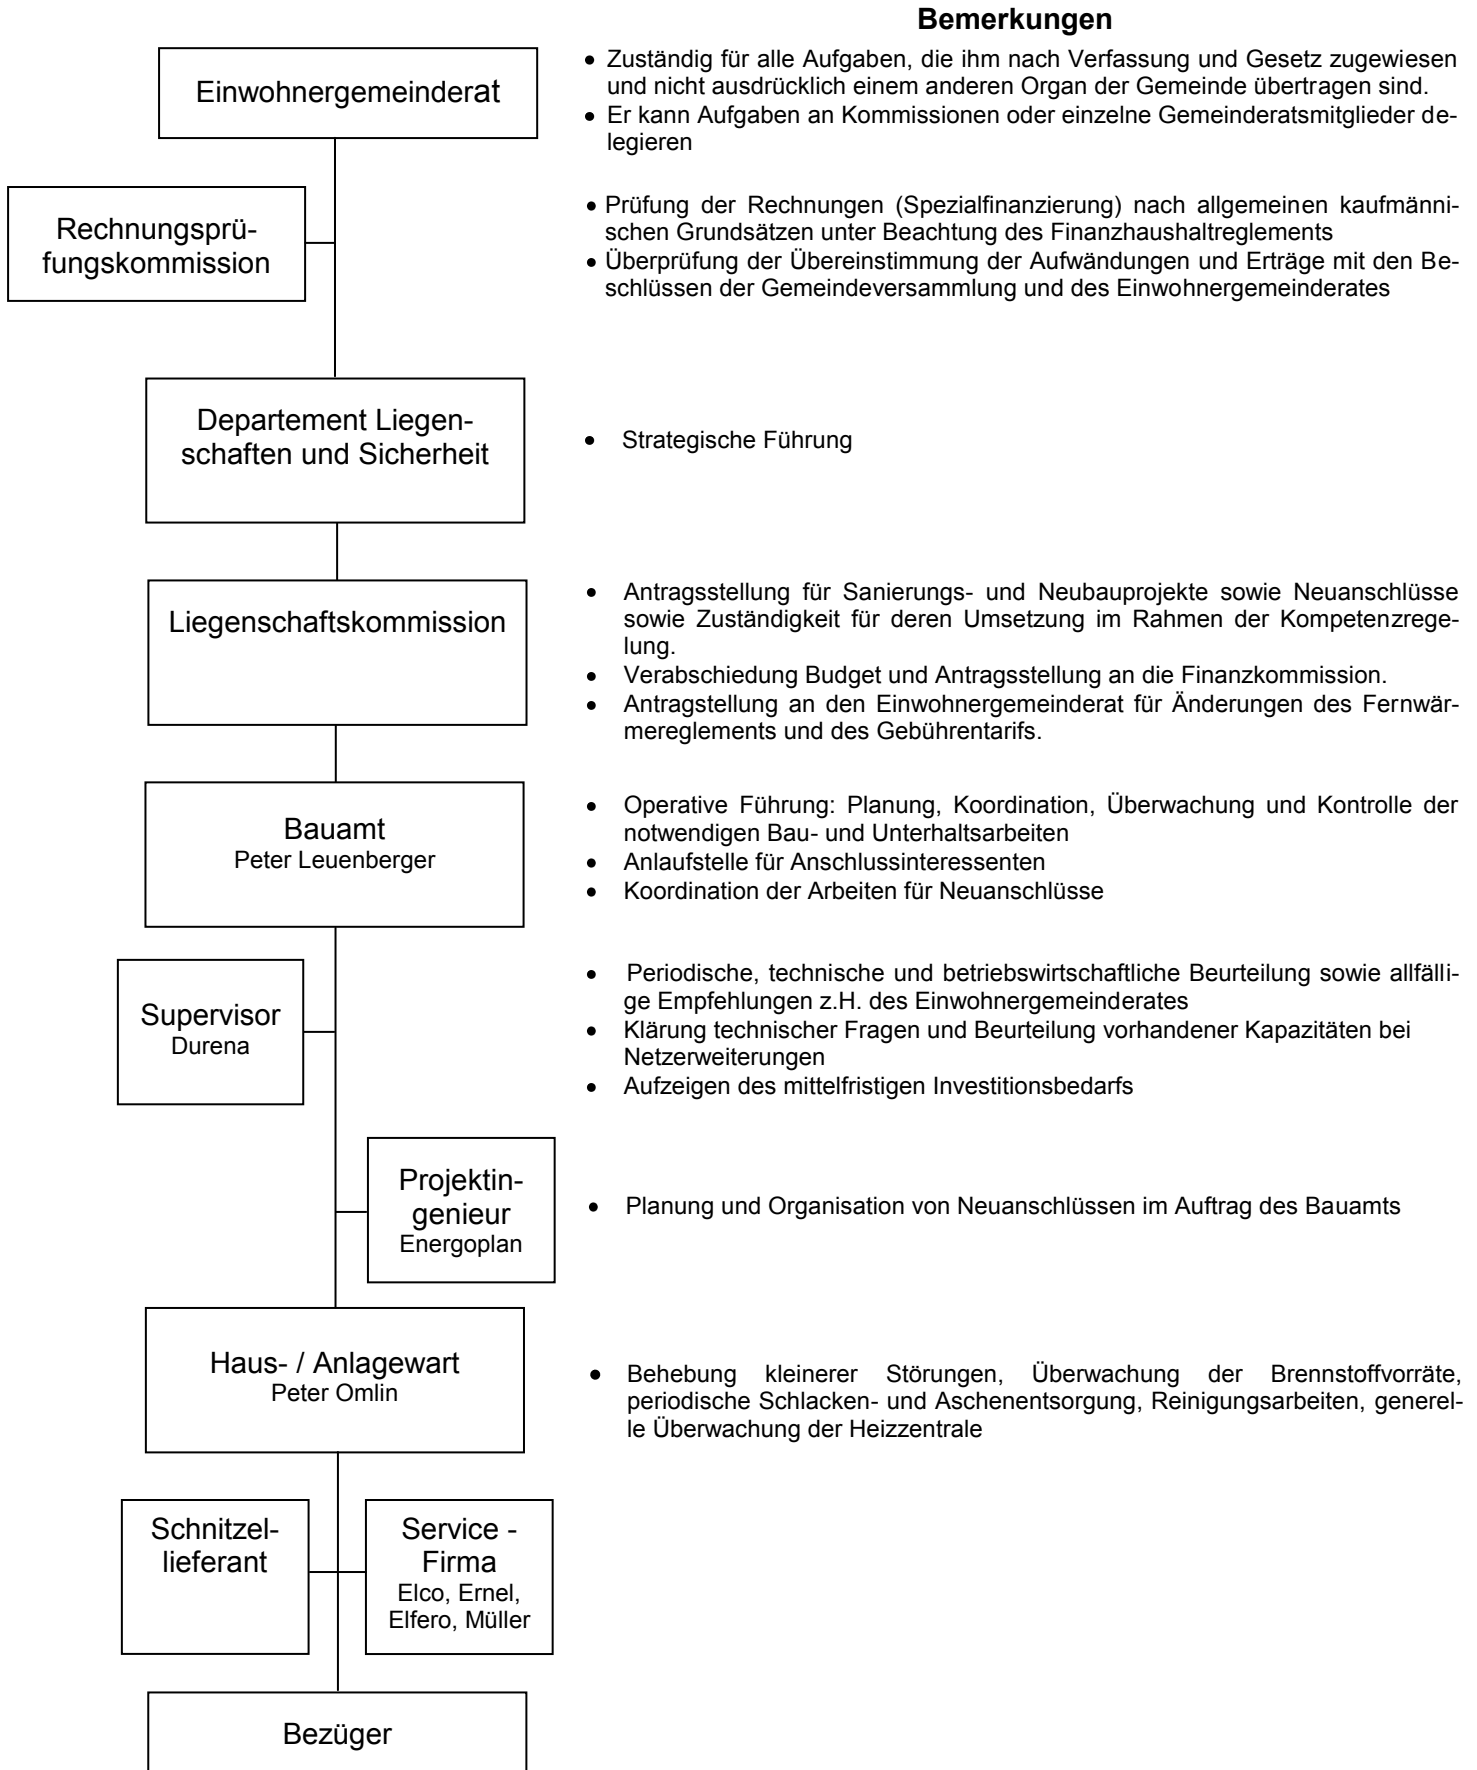 Bemerkungen
Einwohnergemeinderat
• Zuständig für alle Aufgaben, die ihm nach Verfassung und Gesetz zugewiesen
und nicht ausdrücklich einem anderen Organ der Gemeinde übertragen sind.
• Er kann Aufgaben an Kommissionen oder einzelne Gemeinderatsmitglieder de-
legieren
Rechnungsprü-
fungskommission
• Prüfung der Rechnungen (Spezialfinanzierung) nach allgemeinen kaufmänni-
schen Grundsätzen unter Beachtung des Finanzhaushaltreglements
• Überprüfung der Übereinstimmung der Aufwändungen und Erträge mit den Be-
schlüssen der Gemeindeversammlung und des Einwohnergemeinderates
Departement Liegen-
schaften und Sicherheit
• Strategische Führung
Liegenschaftskommission
• Antragsstellung für Sanierungs- und Neubauprojekte sowie Neuanschlüsse
sowie Zuständigkeit für deren Umsetzung im Rahmen der Kompetenzrege-
lung.
• Verabschiedung Budget und Antragsstellung an die Finanzkommission.
• Antragstellung an den Einwohnergemeinderat für Änderungen des Fernwär-
mereglements und des Gebührentarifs.
Bauamt
Peter Leuenberger
• Operative Führung: Planung, Koordination, Überwachung und Kontrolle der
notwendigen Bau- und Unterhaltsarbeiten
• Anlaufstelle für Anschlussinteressenten
• Koordination der Arbeiten für Neuanschlüsse
Supervisor
Durena
• Periodische, technische und betriebswirtschaftliche Beurteilung sowie allfälli-
ge Empfehlungen z.H. des Einwohnergemeinderates
• Klärung technischer Fragen und Beurteilung vorhandener Kapazitäten bei
Netzerweiterungen
• Aufzeigen des mittelfristigen Investitionsbedarfs
Projektin-
genieur
Energoplan
• Planung und Organisation von Neuanschlüssen im Auftrag des Bauamts
Haus- / Anlagewart
Peter Omlin
• Behebung kleinerer Störungen, Überwachung der Brennstoffvorräte,
periodische Schlacken- und Aschenentsorgung, Reinigungsarbeiten, generel-
le Überwachung der Heizzentrale
Schnitzel-
lieferant
Service -
Firma
Elco, Ernel,
Elfero, Müller
Bezüger